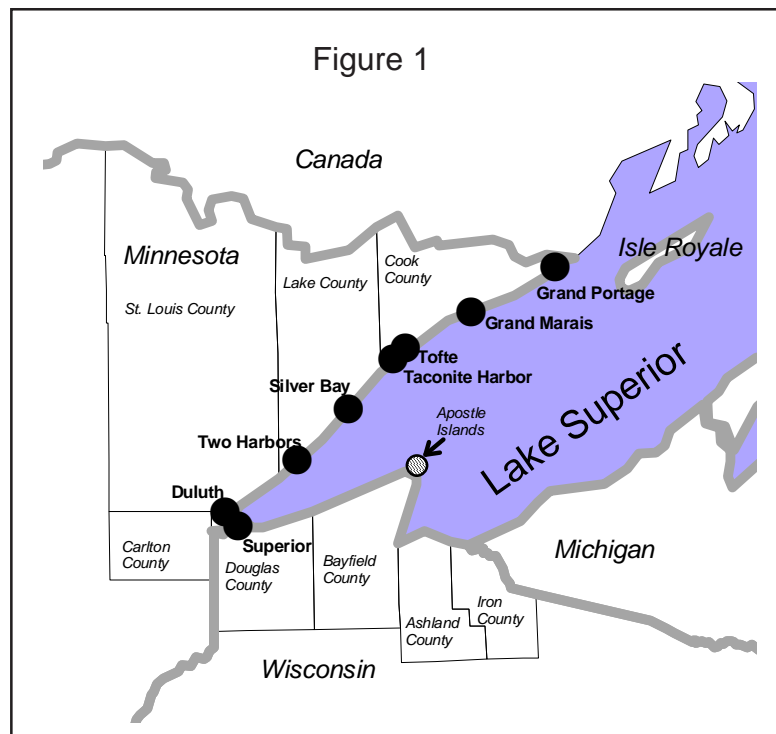 Figure 1
Canada
Minnesota
Isle Royale
Cook
County
Lake County
St. Louis County
Grand Portage
Grand Marais
Tofte
Taconite Harbor
Silver Bay
Lake Superior
Apostle
Islands
Two Harbors
Duluth
Superior
Carlton
County
Douglas
County
Bayfield
County
Michigan
Iron
County
Ashland
County
Wisconsin